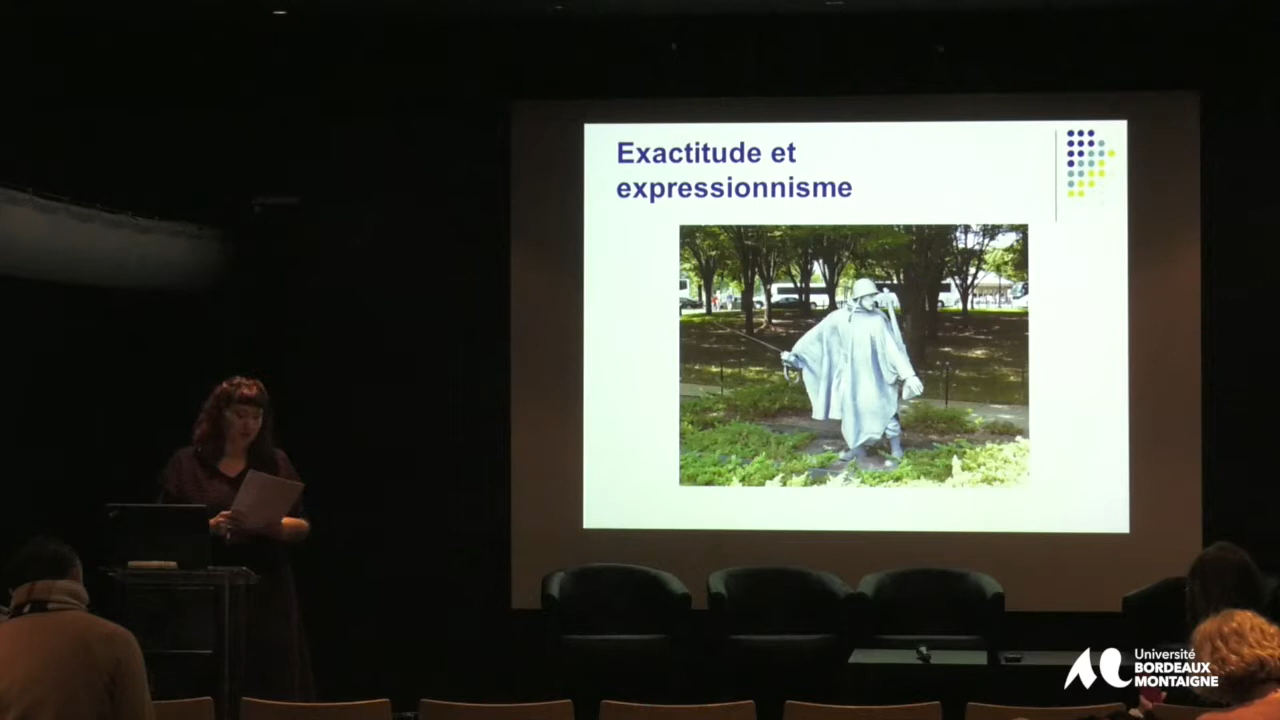 Exactitude et
expressionnisme
Université
BORDEAUX
MONTAIGNE